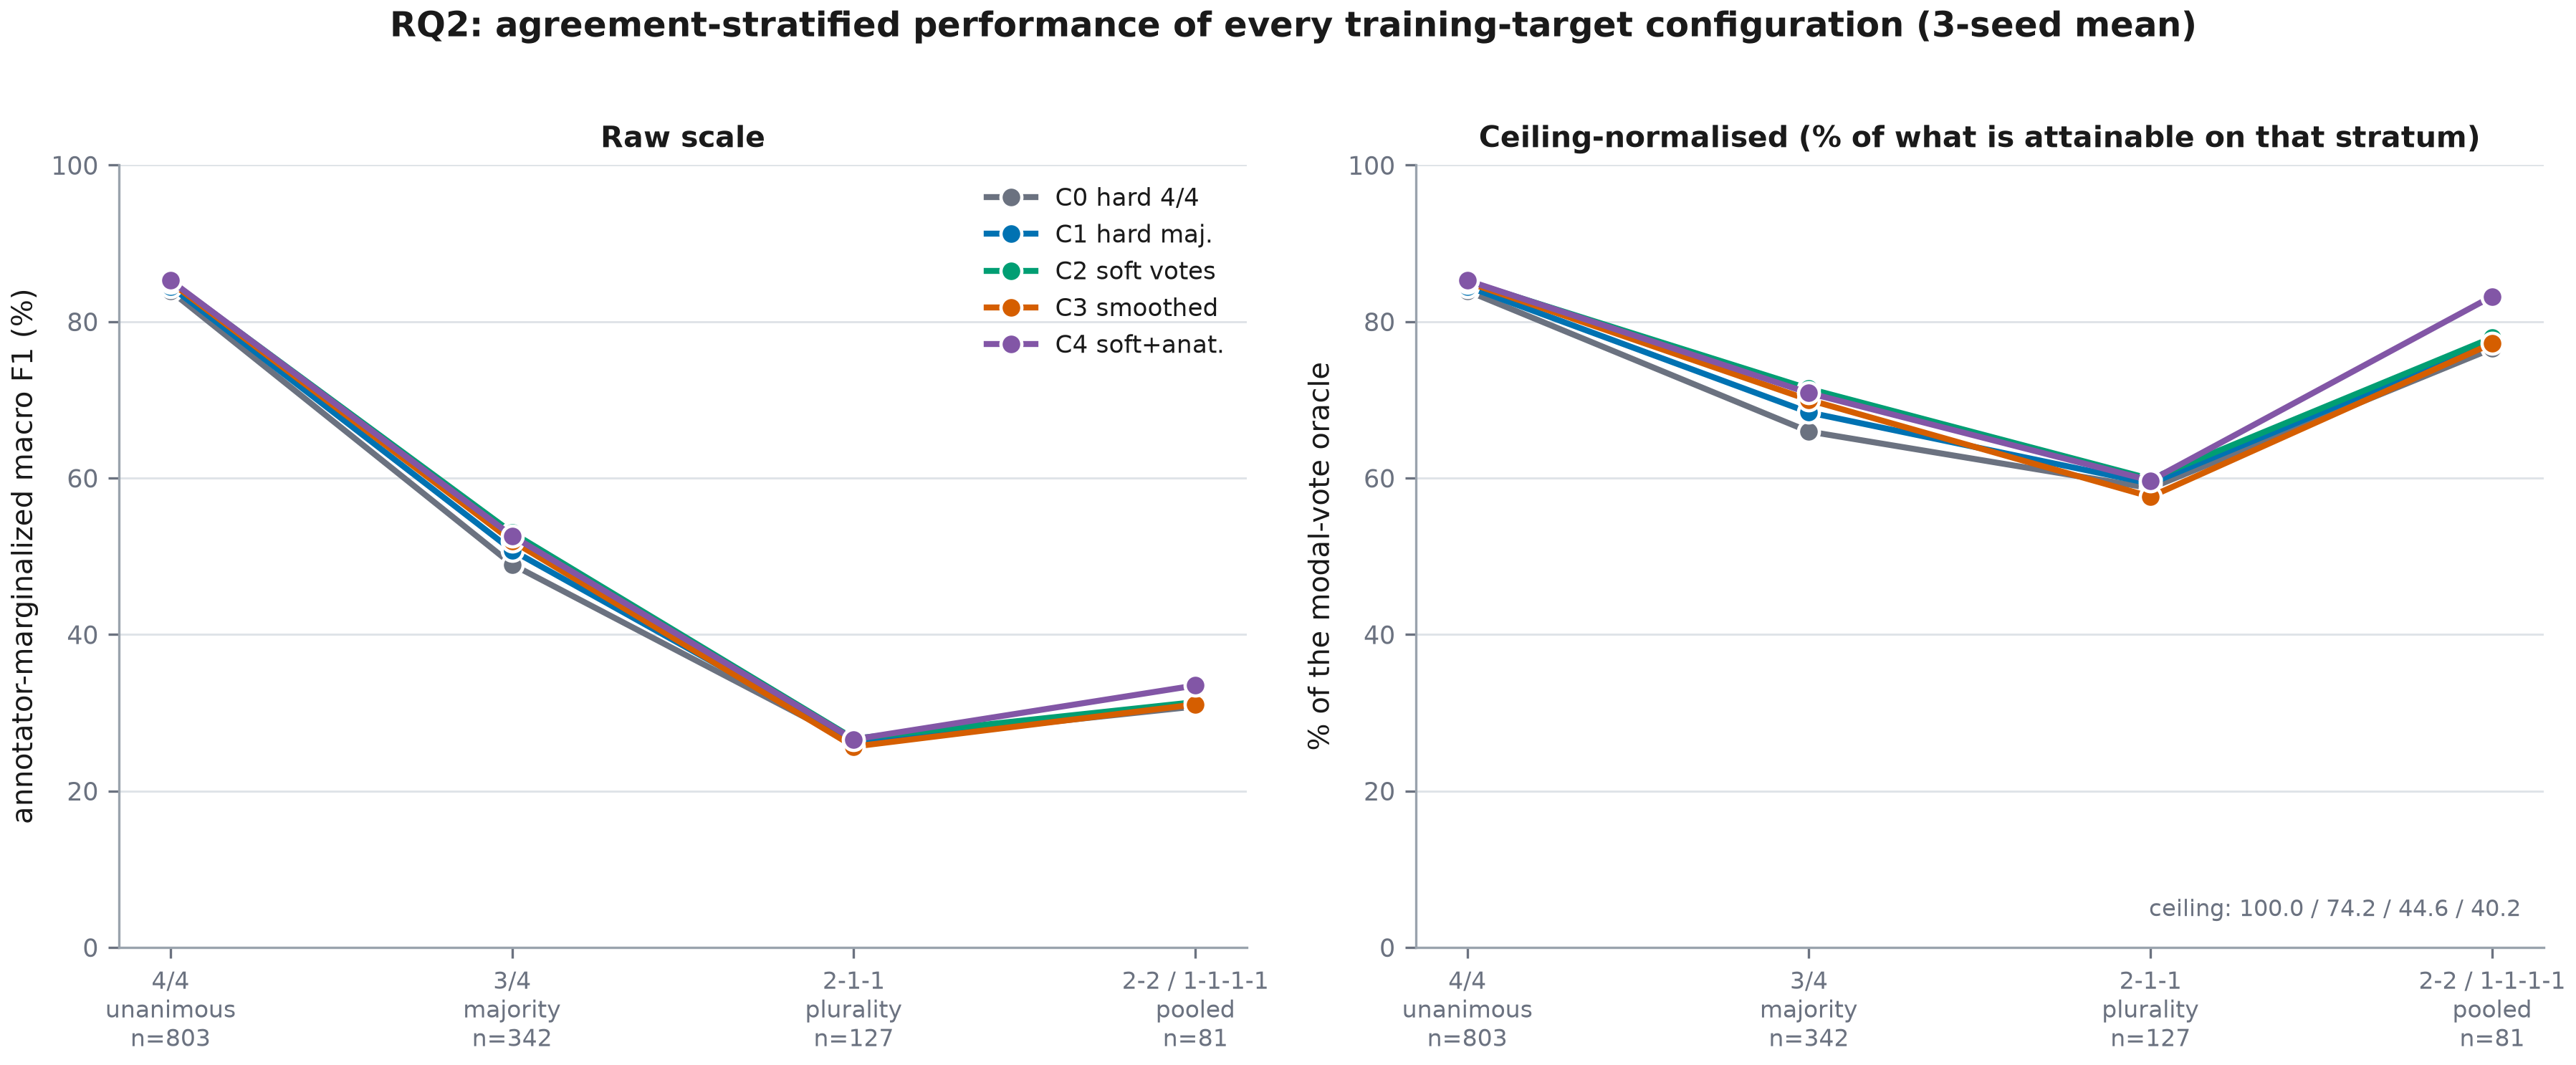 RQ2: agreement-stratified performance of every training-target configuration (3-seed mean)
Raw scale
annotator-marginalized macro F1 (%)
100
80
60
40
20
0
C0 hard 4/4
C1 hard maj.
C2 soft votes
C3 smoothed
C4 soft+anat.
4/4
unanimous
n=803
3/4
majority
n=342
2-1-1
plurality
n=127
2-2 / 1-1-1-1
pooled
n=81
Ceiling-normalised (% of what is attainable on that stratum)
% of the modal-vote oracle
100
80
60
40
20
0
ceiling: 100.0 / 74.2 / 44.6 / 40.2
4/4
unanimous
n=803
3/4
majority
n=342
2-1-1
plurality
n=127
2-2 / 1-1-1-1
pooled
n=81